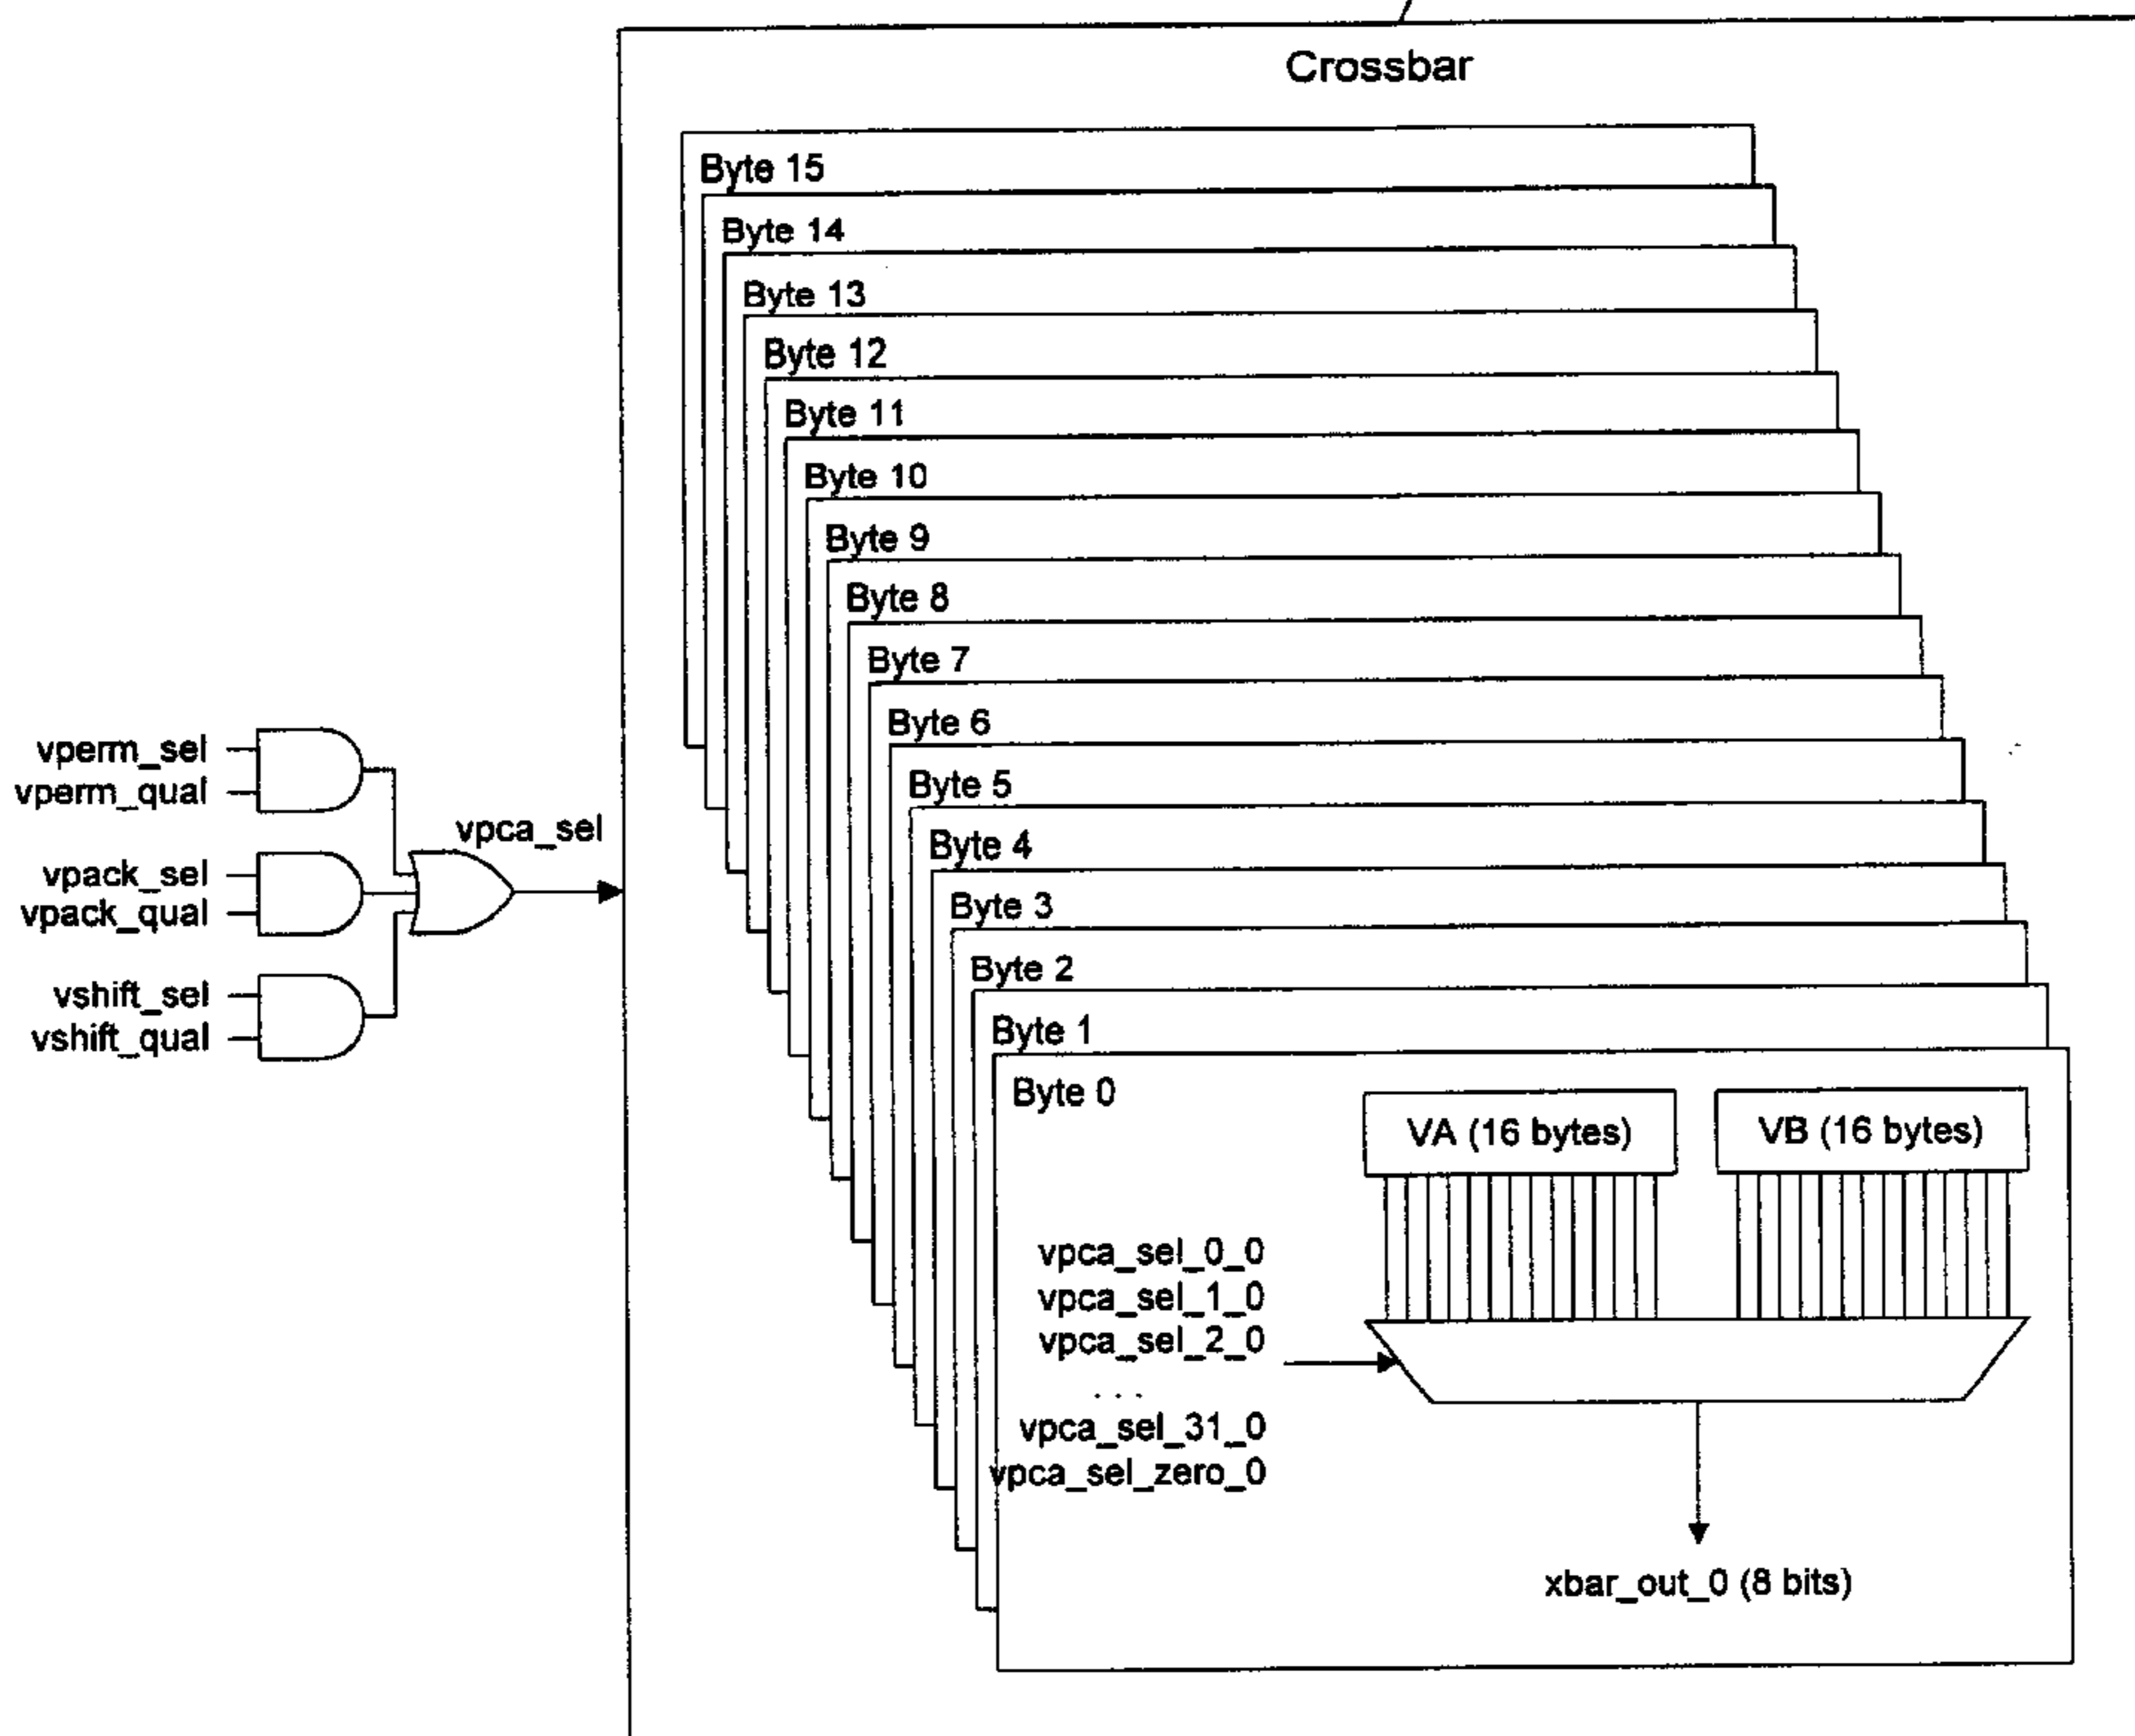 Crossbar
Byte 15
Byte 14
Byte 13
Byte 12
Byte 11
Byte 10
Byte 9
Byte 8
Byte 7
Byte 6
Byte 5
Byte 4
Byte 3
Byte 2
Byte 1
Byte 0
vperm_sel
vperm_qual
vpack_sel
vpack_qual
vshift_sel
vshift_qual
vpca_sel
VA (16 bytes)
VB (16 bytes)
vpca_sel_0_0
vpca_sel_1_0
vpca_sel_2_0
. . .
vpca_sel_31_0
vpca_sel_zero_0
xbar_out_0 (8 bits)